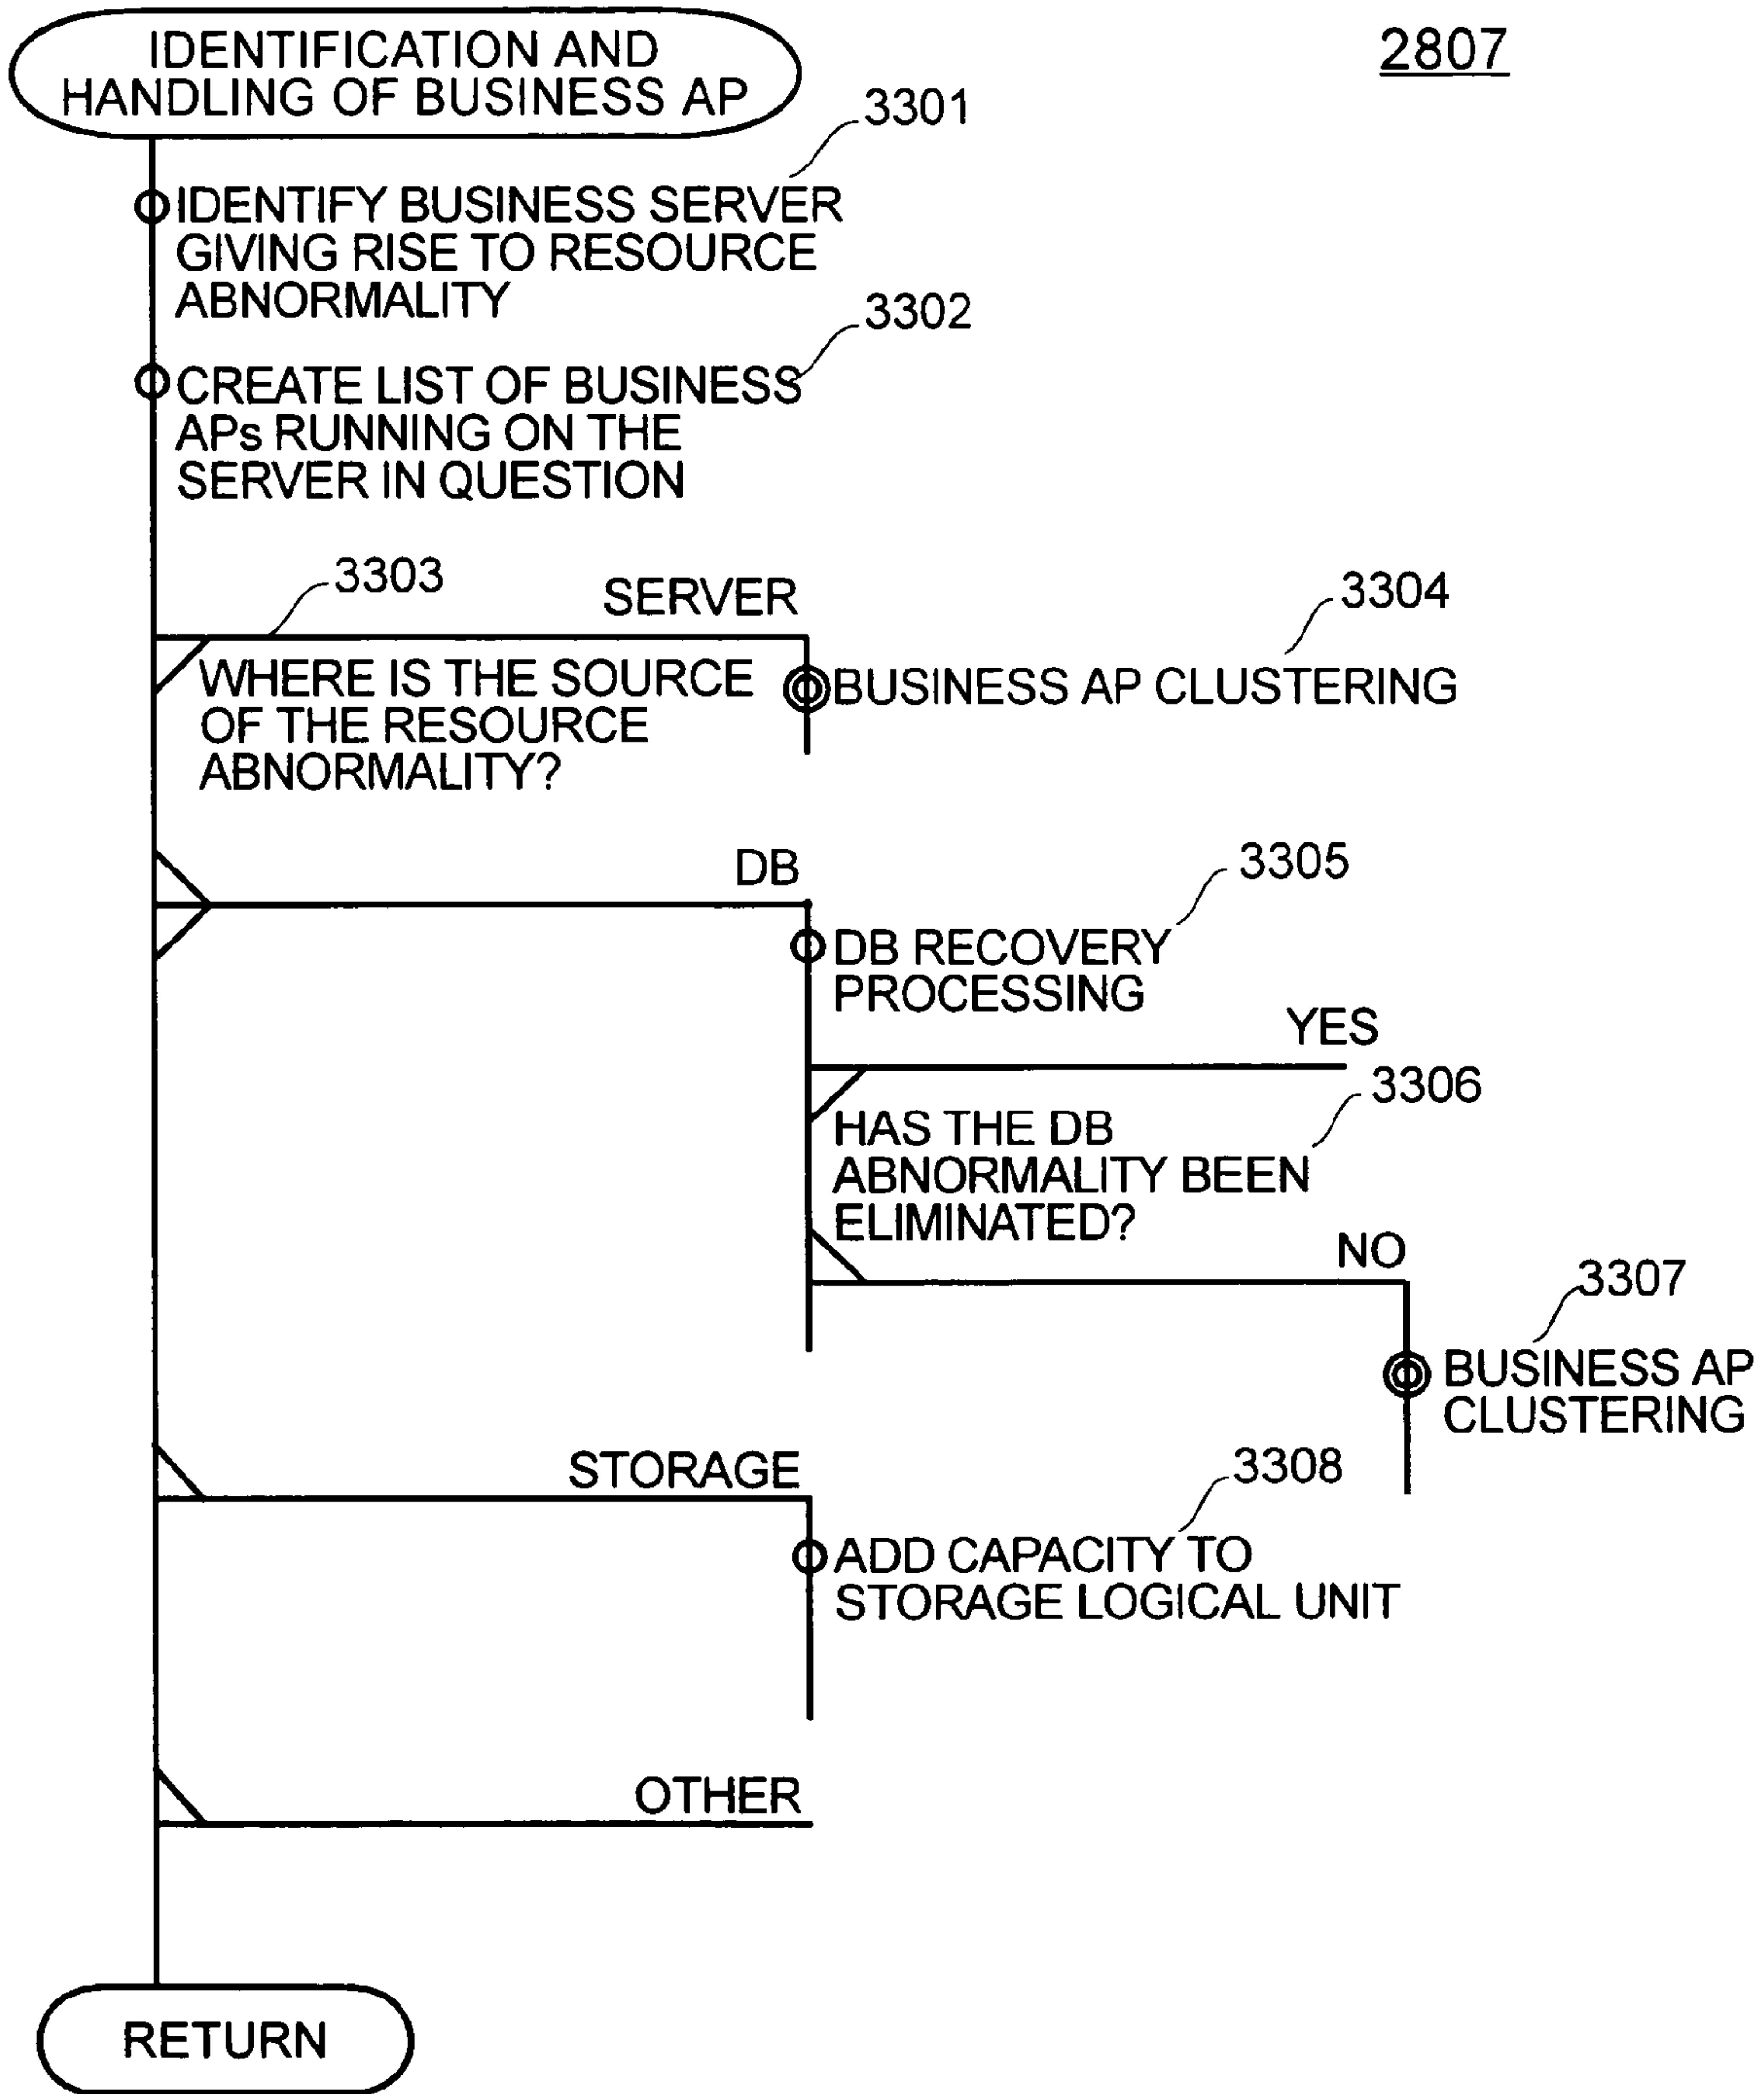 IDENTIFICATION AND
HANDLING OF BUSINESS AP
2807
3301
IDENTIFY BUSINESS SERVER
GIVING RISE TO RESOURCE
ABNORMALITY
3302
CREATE LIST OF BUSINESS
APs RUNNING ON THE
SERVER IN QUESTION
3303
SERVER
3304
WHERE IS THE SOURCE
OF THE RESOURCE
ABNORMALITY?
BUSINESS AP CLUSTERING
DB
3305
DB RECOVERY
PROCESSING
YES
3306
HAS THE DB
ABNORMALITY BEEN
ELIMINATED?
NO
3307
BUSINESS AP
CLUSTERING
STORAGE
3308
ADD CAPACITY TO
STORAGE LOGICAL UNIT
OTHER
RETURN